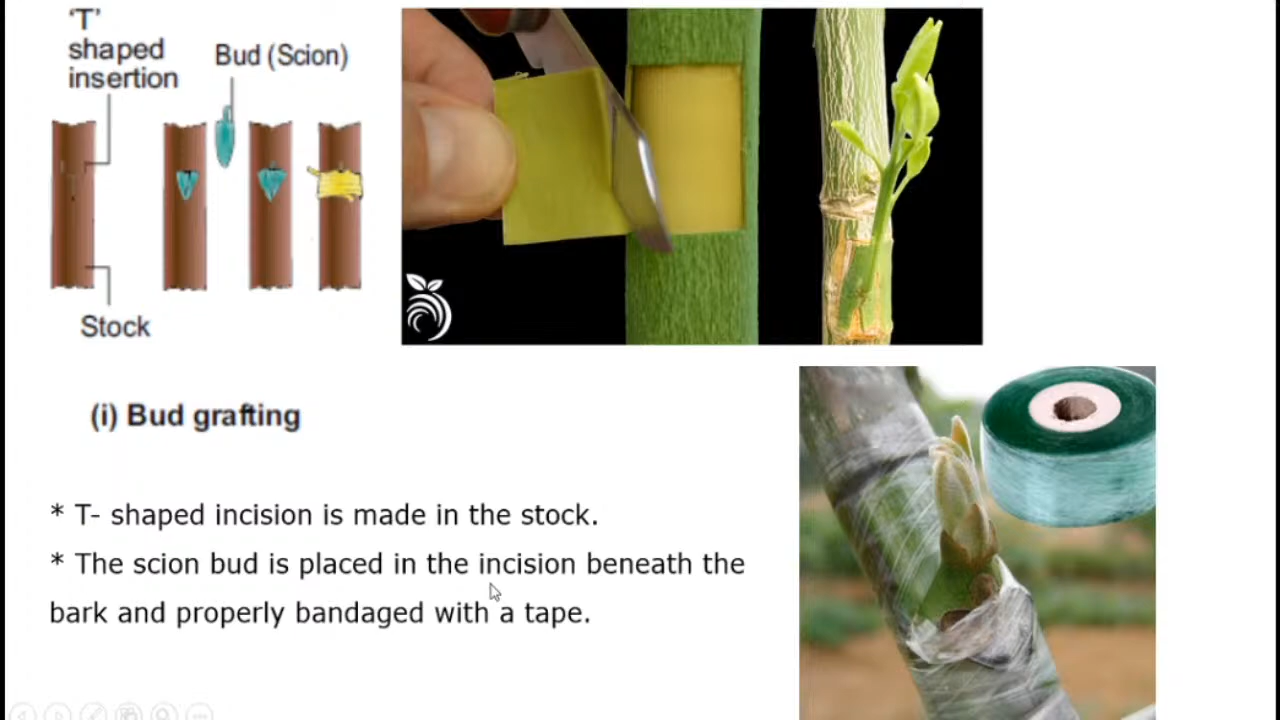 'T'
shaped
insertion
Bud (Scion)
Stock
(i) Bud grafting
* T- shaped incision is made in the stock.
* The scion bud is placed in the incision beneath the
bark and properly bandaged with a tape.